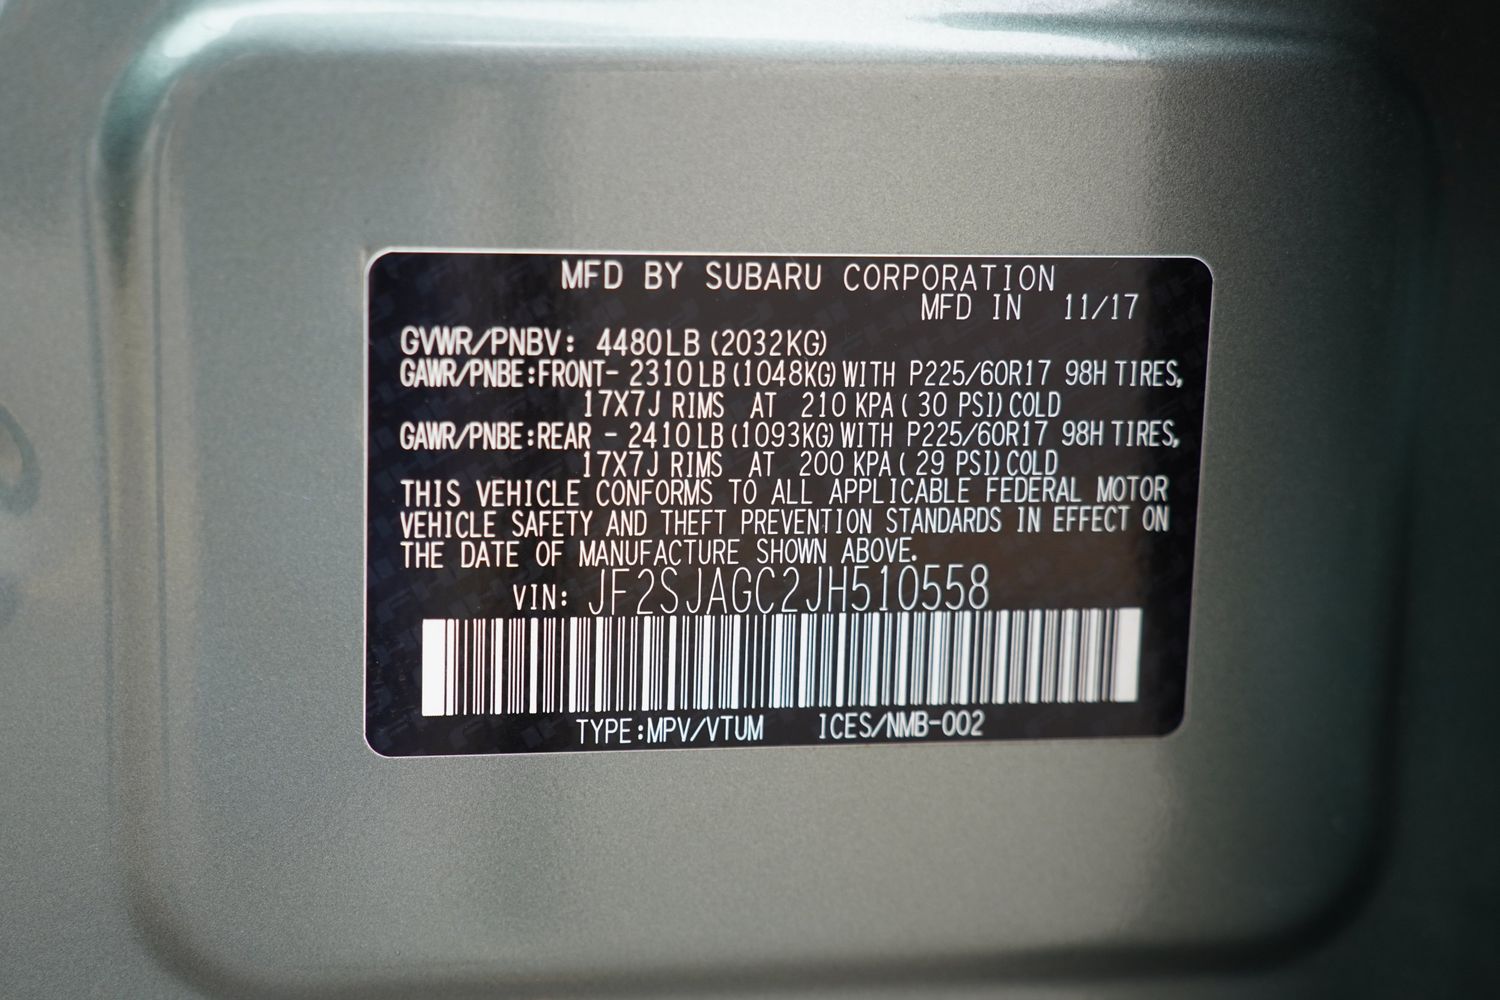 MFD BY SUBARU CORPORATION
MFD IN 11/17
GVWR/PNBV: 4480LB (2032KG)
GAWR/PNBE:FRONT- 2310LB (1048KG) WITH P225/60R17 98H TIRES,
17X7J RIMS AT 210 KPA ( 30 PSI) COLD
GAWR/PNBE:REAR - 2410LB (1093KG) WITH P225/60R17 98H TIRES,
17X7J RIMS AT 200 KPA ( 29 PSI) COLD
THIS VEHICLE CONFORMS TO ALL APPLICABLE FEDERAL MOTOR
VEHICLE SAFETY AND THEFT PREVENTION STANDARDS IN EFFECT ON
THE DATE OF MANUFACTURE SHOWN ABOVE.
VIN: JF2SJAGC2JH510558
TYPE:MPV/VTUM ICES/NMB-002